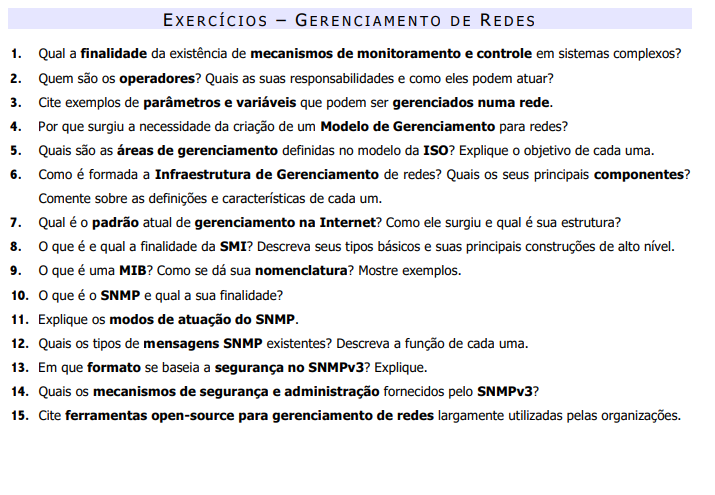 EXERCÍCIOS – GERENCIAMENTO DE REDES
1. Qual a finalidade da existência de mecanismos de monitoramento e controle em sistemas complexos?
2. Quem são os operadores? Quais as suas responsabilidades e como eles podem atuar?
3. Cite exemplos de parâmetros e variáveis que podem ser gerenciados numa rede.
4. Por que surgiu a necessidade da criação de um Modelo de Gerenciamento para redes?
5. Quais são as áreas de gerenciamento definidas no modelo da ISO? Explique o objetivo de cada uma.
6. Como é formada a Infraestrutura de Gerenciamento de redes? Quais os seus principais componentes?
Comente sobre as definições e características de cada um.
7. Qual é o padrão atual de gerenciamento na Internet? Como ele surgiu e qual é sua estrutura?
8. O que é e qual a finalidade da SMI? Descreva seus tipos básicos e suas principais construções de alto nível.
9. O que é uma MIB? Como se dá sua nomenclatura? Mostre exemplos.
10. O que é o SNMP e qual a sua finalidade?
11. Explique os modos de atuação do SNMP.
12. Quais os tipos de mensagens SNMP existentes? Descreva a função de cada uma.
13. Em que formato se baseia a segurança no SNMPv3? Explique.
14. Quais os mecanismos de segurança e administração fornecidos pelo SNMPv3?
15. Cite ferramentas open-source para gerenciamento de redes largamente utilizadas pelas organizações.